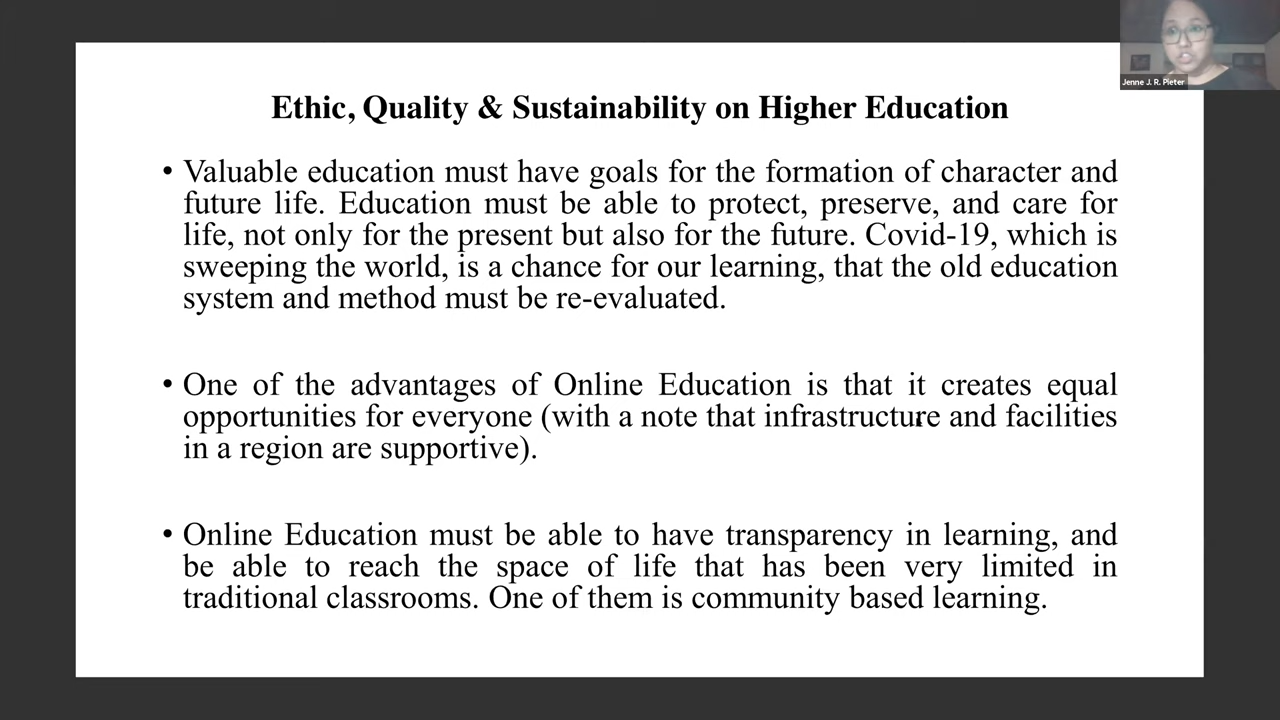 Jenne J. R. Pieter
Ethic, Quality & Sustainability on Higher Education
• Valuable education must have goals for the formation of character and
future life. Education must be able to protect, preserve, and care for
life, not only for the present but also for the future. Covid-19, which is
sweeping the world, is a chance for our learning, that the old education
system and method must be re-evaluated.
• One of the advantages of Online Education is that it creates equal
opportunities for everyone (with a note that infrastructure and facilities
in a region are supportive).
• Online Education must be able to have transparency in learning, and
be able to reach the space of life that has been very limited in
traditional classrooms. One of them is community based learning.